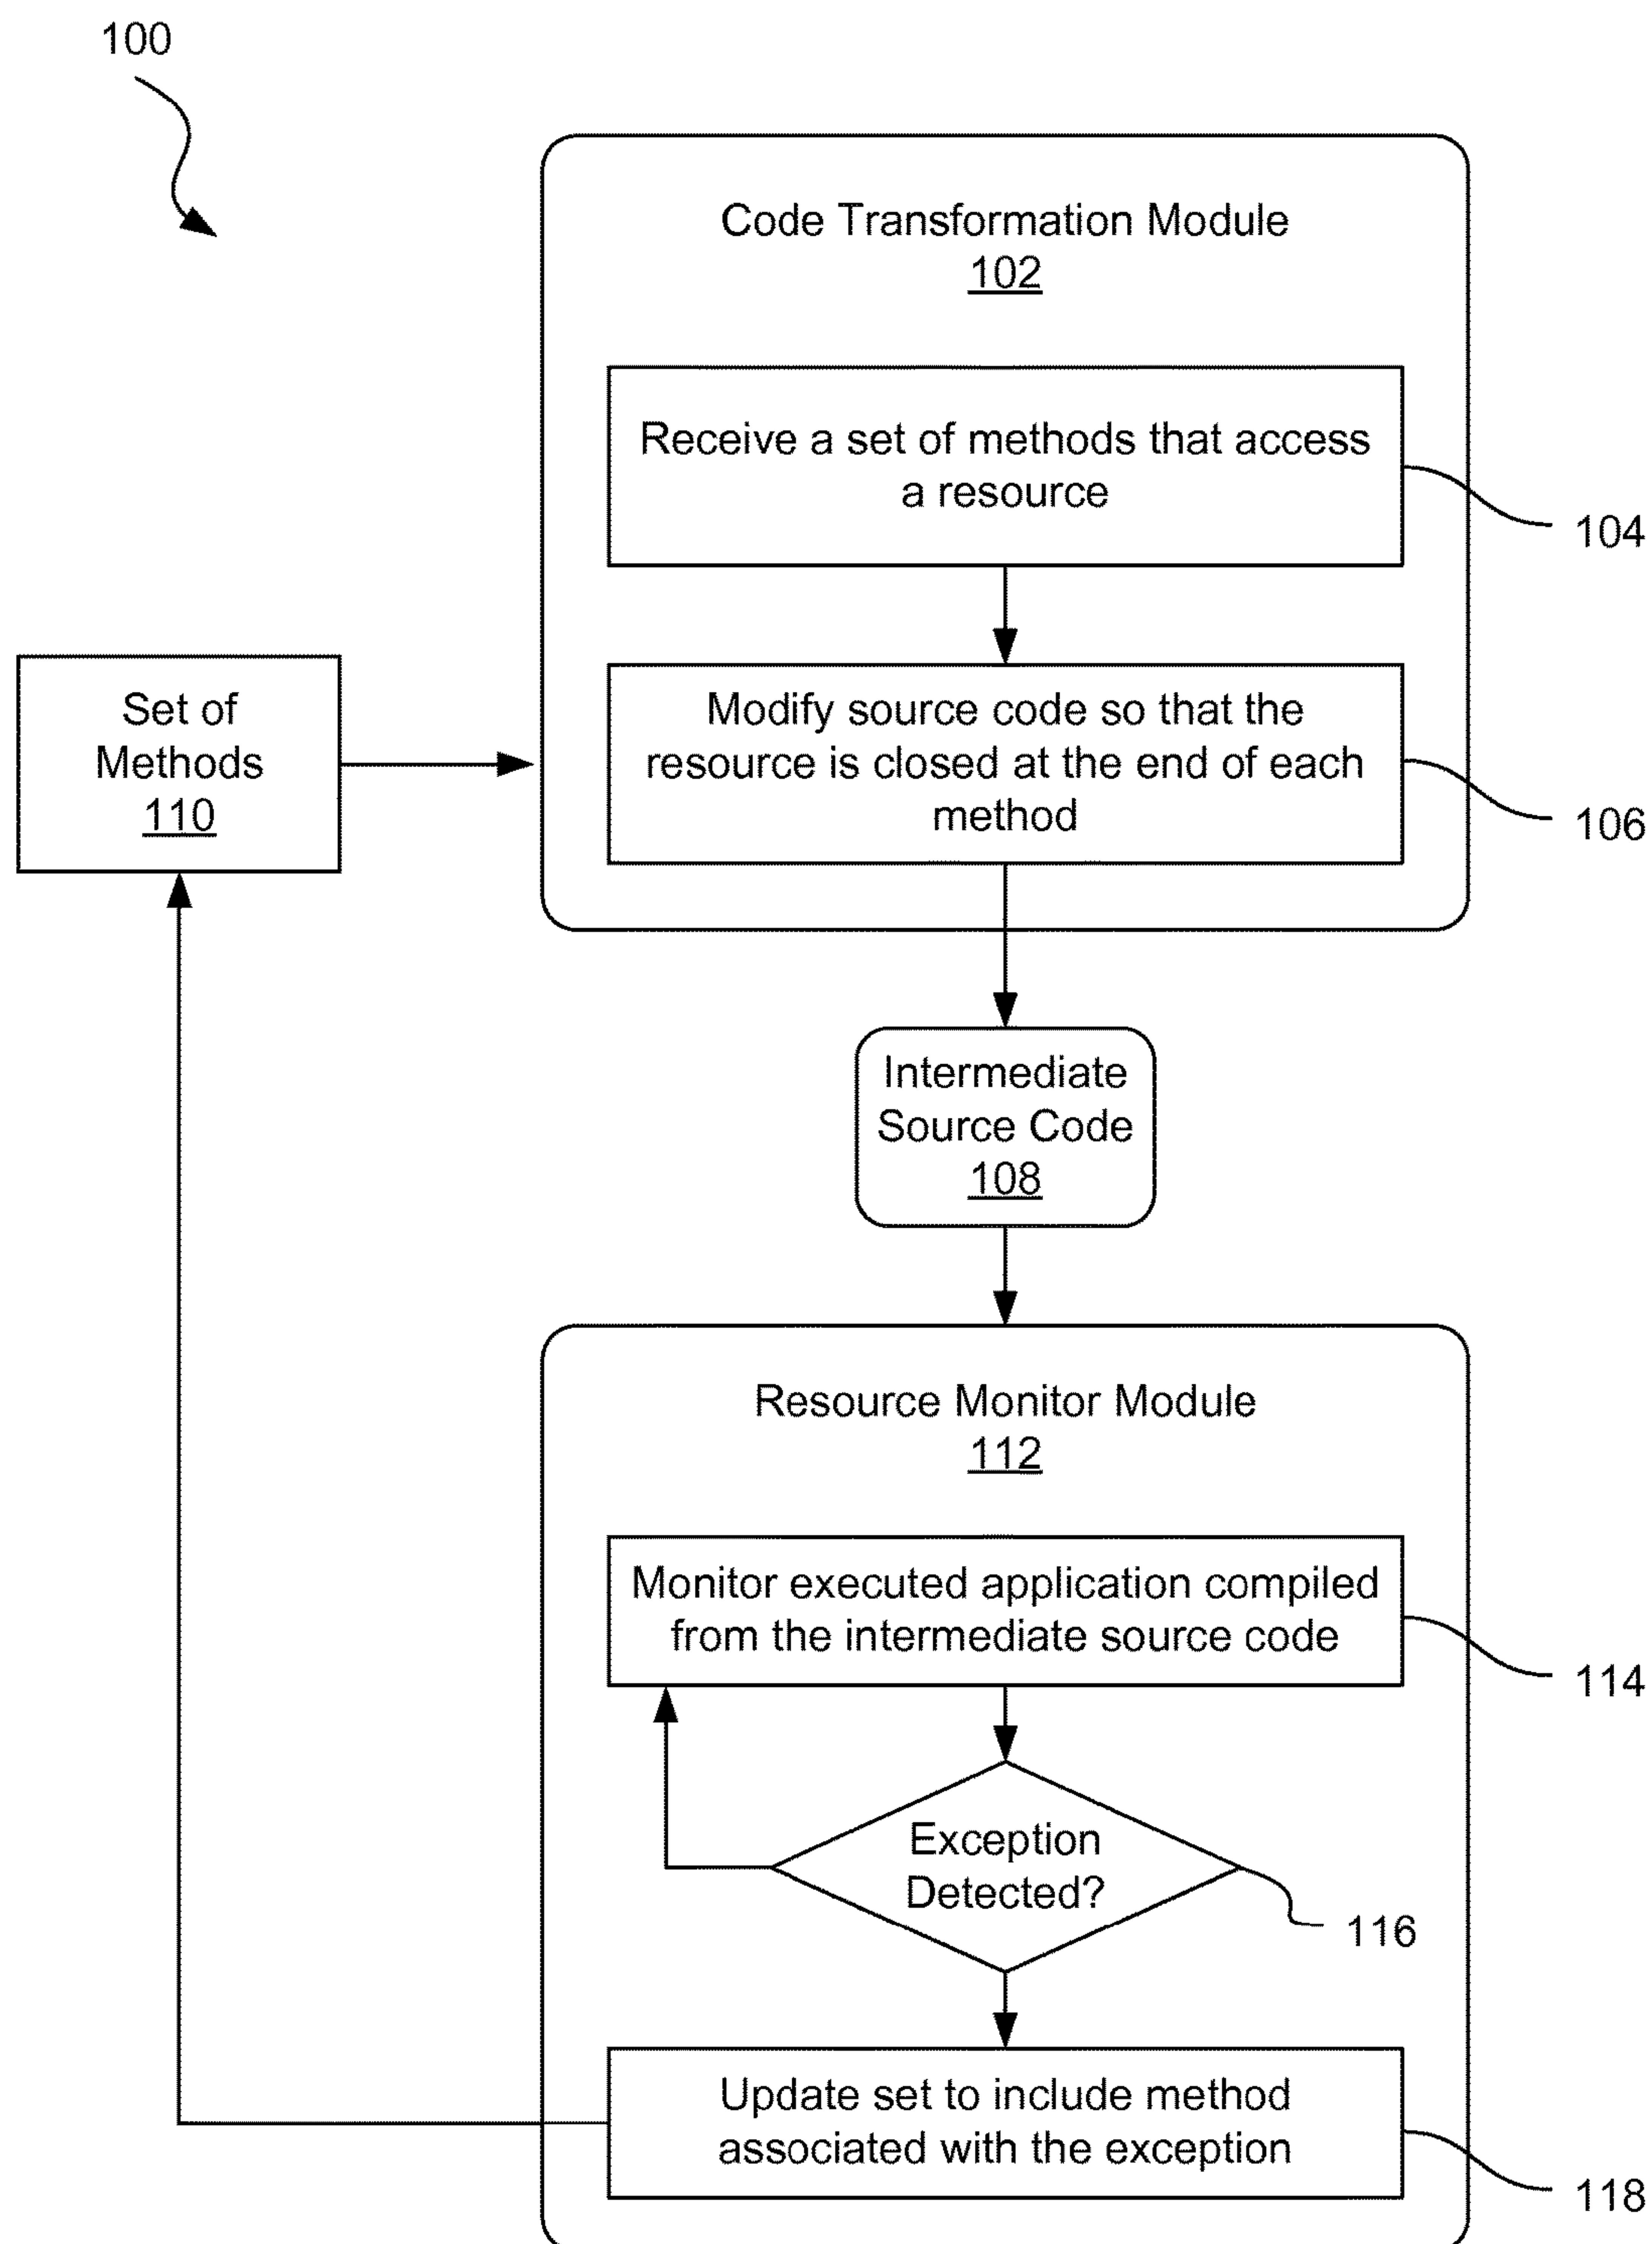 100
Code Transformation Module
102
Receive a set of methods that access
a resource
104
Set of
Methods
110
Modify source code so that the
resource is closed at the end of each
method
106
Intermediate
Source Code
108
Resource Monitor Module
112
Monitor executed application compiled
from the intermediate source code
114
Exception
Detected?
116
Update set to include method
associated with the exception
118